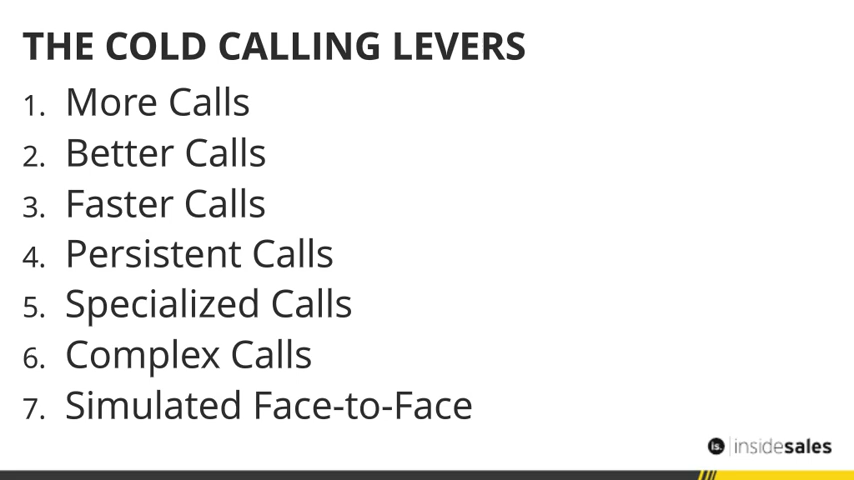 THE COLD CALLING LEVERS
1. More Calls
2. Better Calls
3. Faster Calls
4. Persistent Calls
5. Specialized Calls
6. Complex Calls
7. Simulated Face-to-Face
is. insidesales